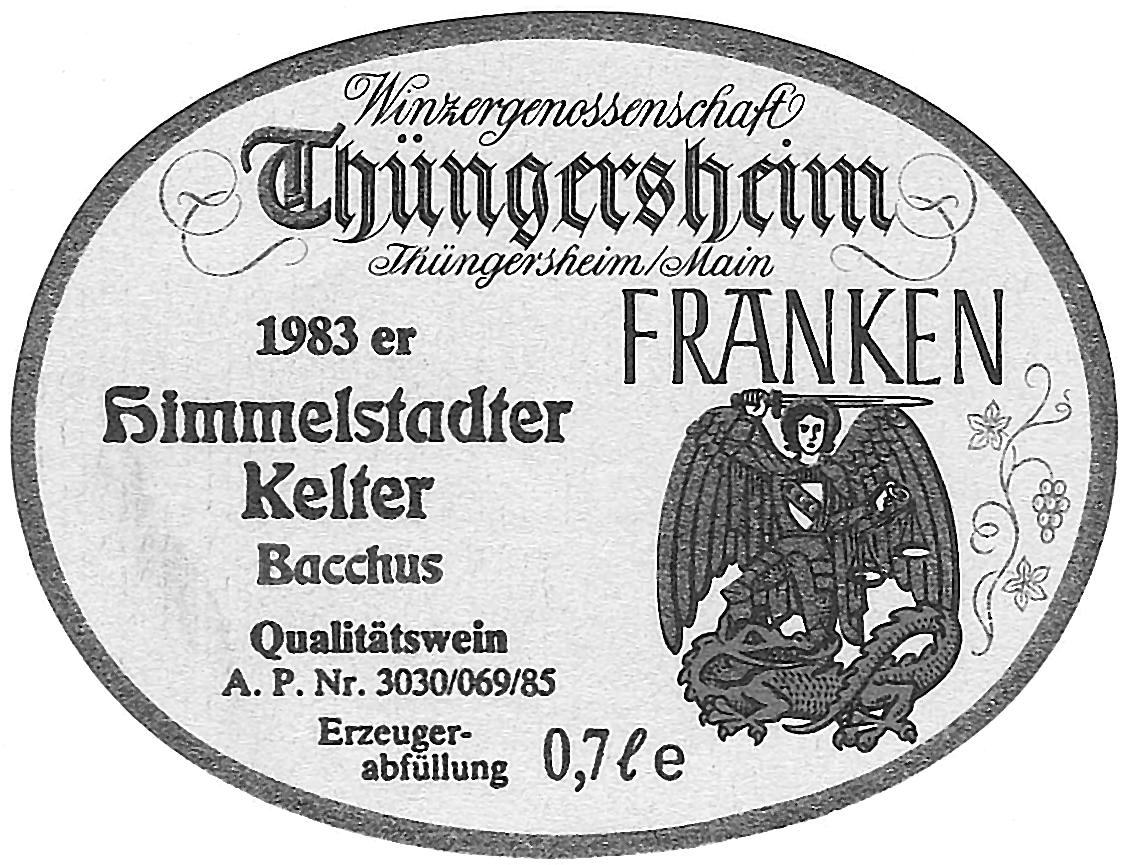 Winzergenossenschaft
Thüngersheim
Thüngersheim/Main
FRANKEN
1983 er
Himmelstadter
Kelter
Bacchus
Qualitätswein
A. P. Nr. 3030/069/85
Erzeuger-
abfüllung
0,7 ℓ e